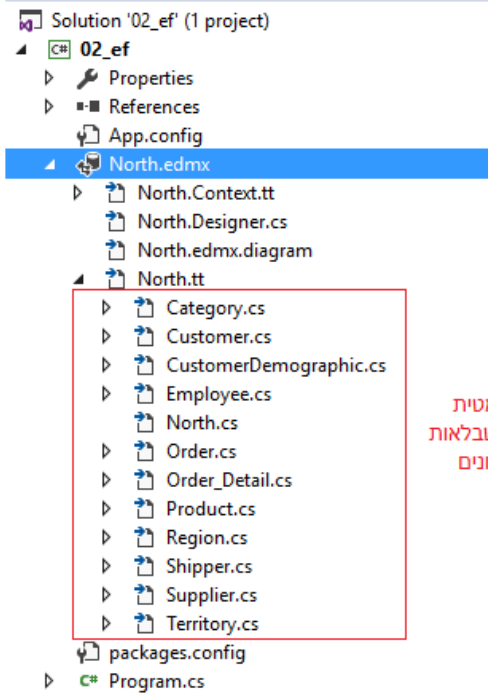 Solution '02_ef' (1 project)
C# 02_ef
Properties
References
App.config
North.edmx
North.Context.tt
North.Designer.cs
North.edmx.diagram
North.tt
Category.cs
Customer.cs
CustomerDemographic.cs
Employee.cs
North.cs
Order.cs
Order_Detail.cs
Product.cs
Region.cs
Shipper.cs
Supplier.cs
Territory.cs
packages.config
C# Program.cs